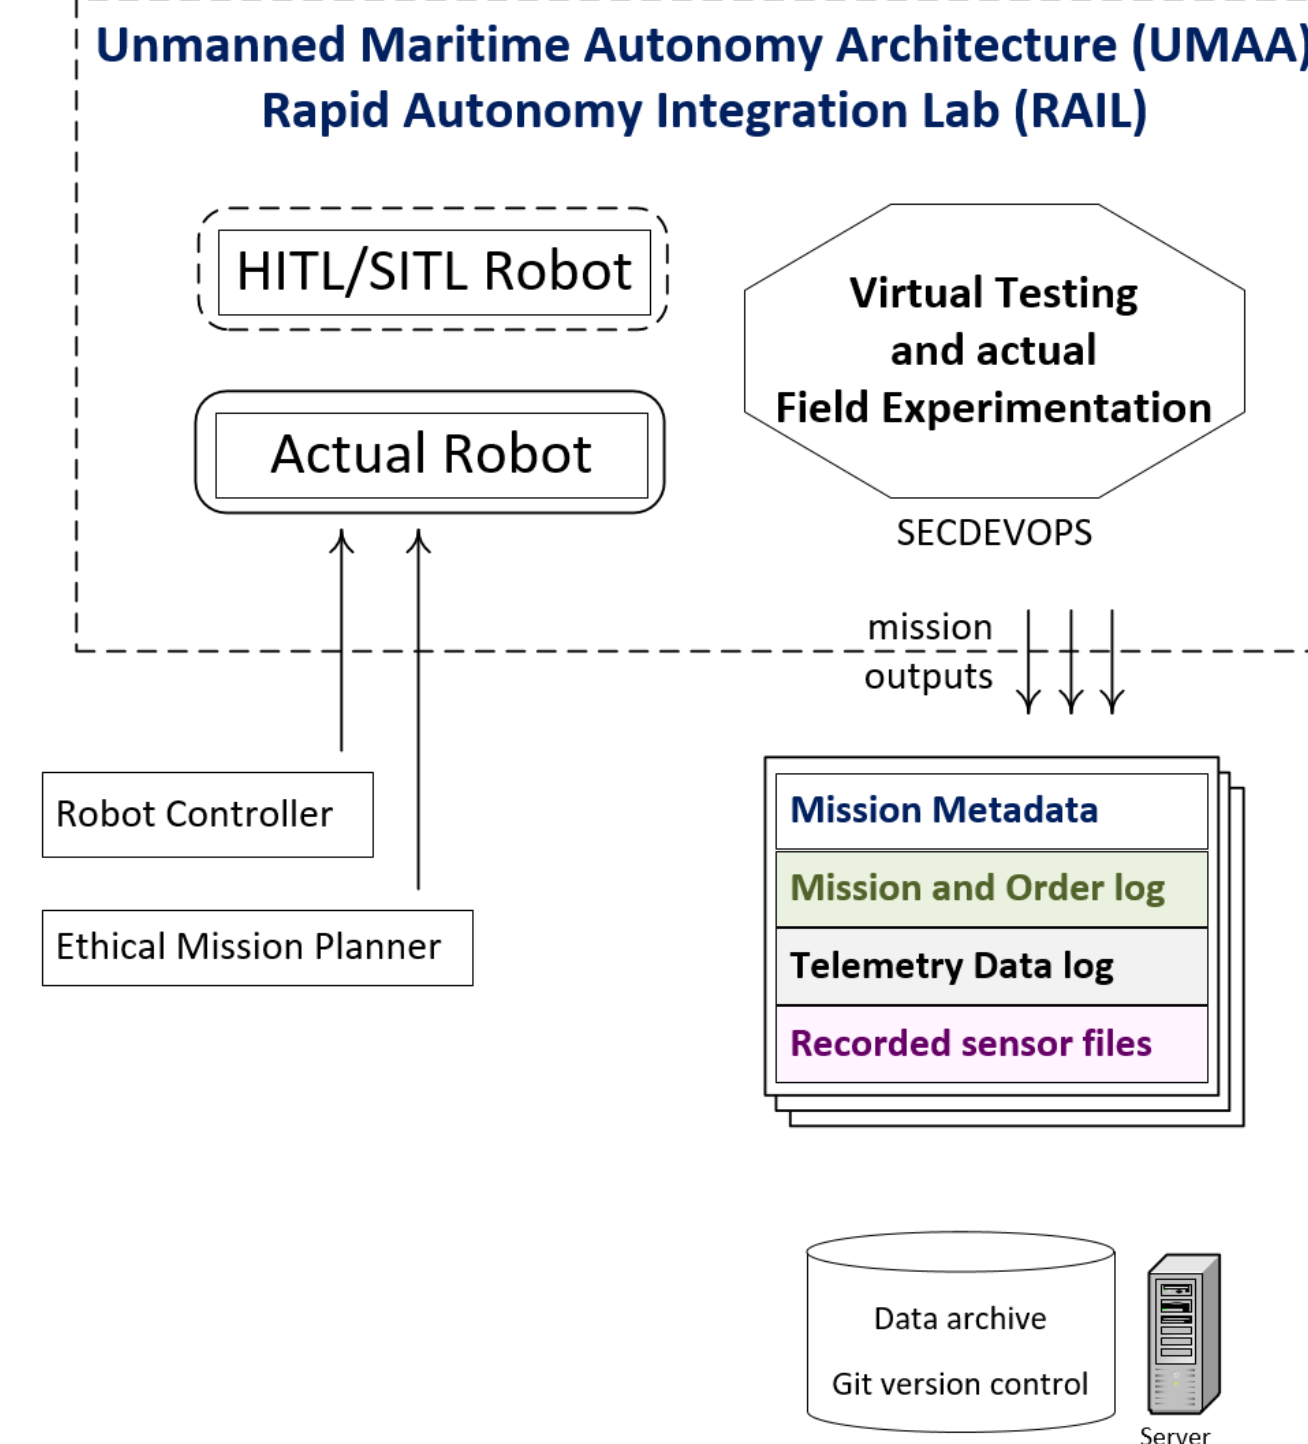 Unmanned Maritime Autonomy Architecture (UMAA)
Rapid Autonomy Integration Lab (RAIL)
HITL/SITL Robot
Virtual Testing
and actual
Field Experimentation
Actual Robot
SECDEVOPS
mission
outputs
Robot Controller
Ethical Mission Planner
Mission Metadata
Mission and Order log
Telemetry Data log
Recorded sensor files
Data archive
Git version control
Server